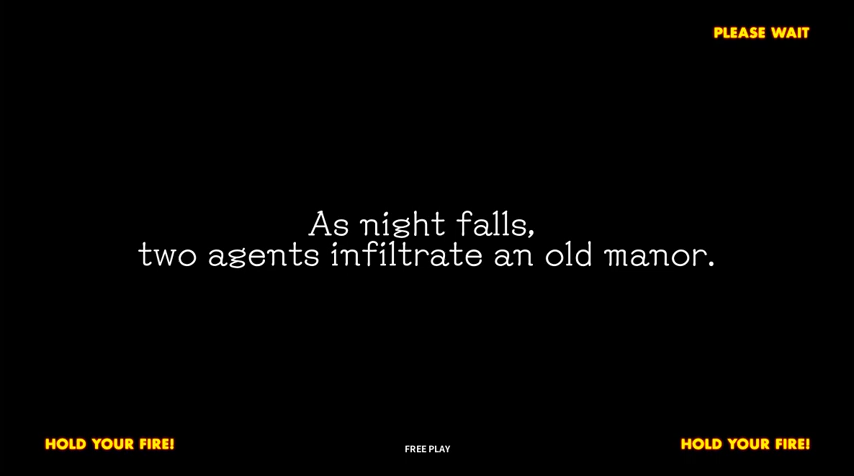 PLEASE WAIT
As night falls,
two agents infiltrate an old manor.
HOLD YOUR FIRE!
FREE PLAY
HOLD YOUR FIRE!